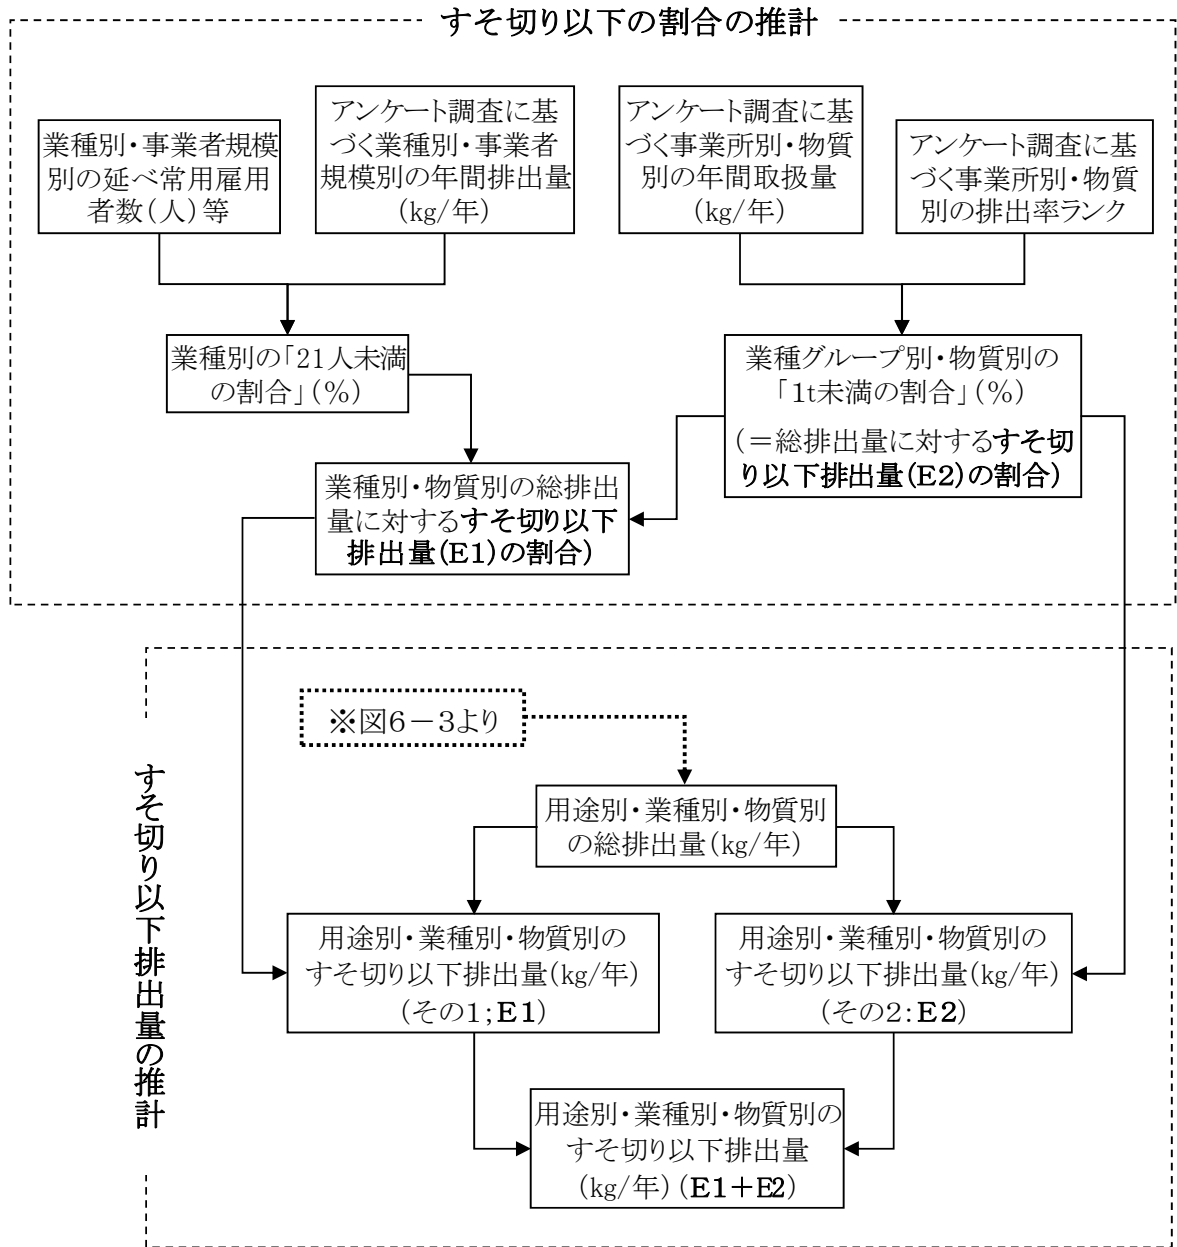 すそ切り以下の割合の推計
業種別・事業者規模
別の延べ常用雇用
者数(人)等
アンケート調査に基
づく業種別・事業者
規模別の年間排出量
(kg/年)
アンケート調査に基
づく事業所別・物質
別の年間取扱量
(kg/年)
アンケート調査に基
づく事業所別・物質
別の排出率ランク
業種別の「21人未満
の割合」(%)
業種グループ別・物質別の
「1t未満の割合」(%)
(=総排出量に対するすそ切
り以下排出量(E2)の割合)
業種別・物質別の総排出
量に対するすそ切り以下
排出量(E1)の割合)
すそ切り以下排出量の推計
※図6-3より
用途別・業種別・物質別
の総排出量(kg/年)
用途別・業種別・物質別の
すそ切り以下排出量(kg/年)
(その1;E1)
用途別・業種別・物質別の
すそ切り以下排出量(kg/年)
(その2:E2)
用途別・業種別・物質別の
すそ切り以下排出量
(kg/年)(E1+E2)